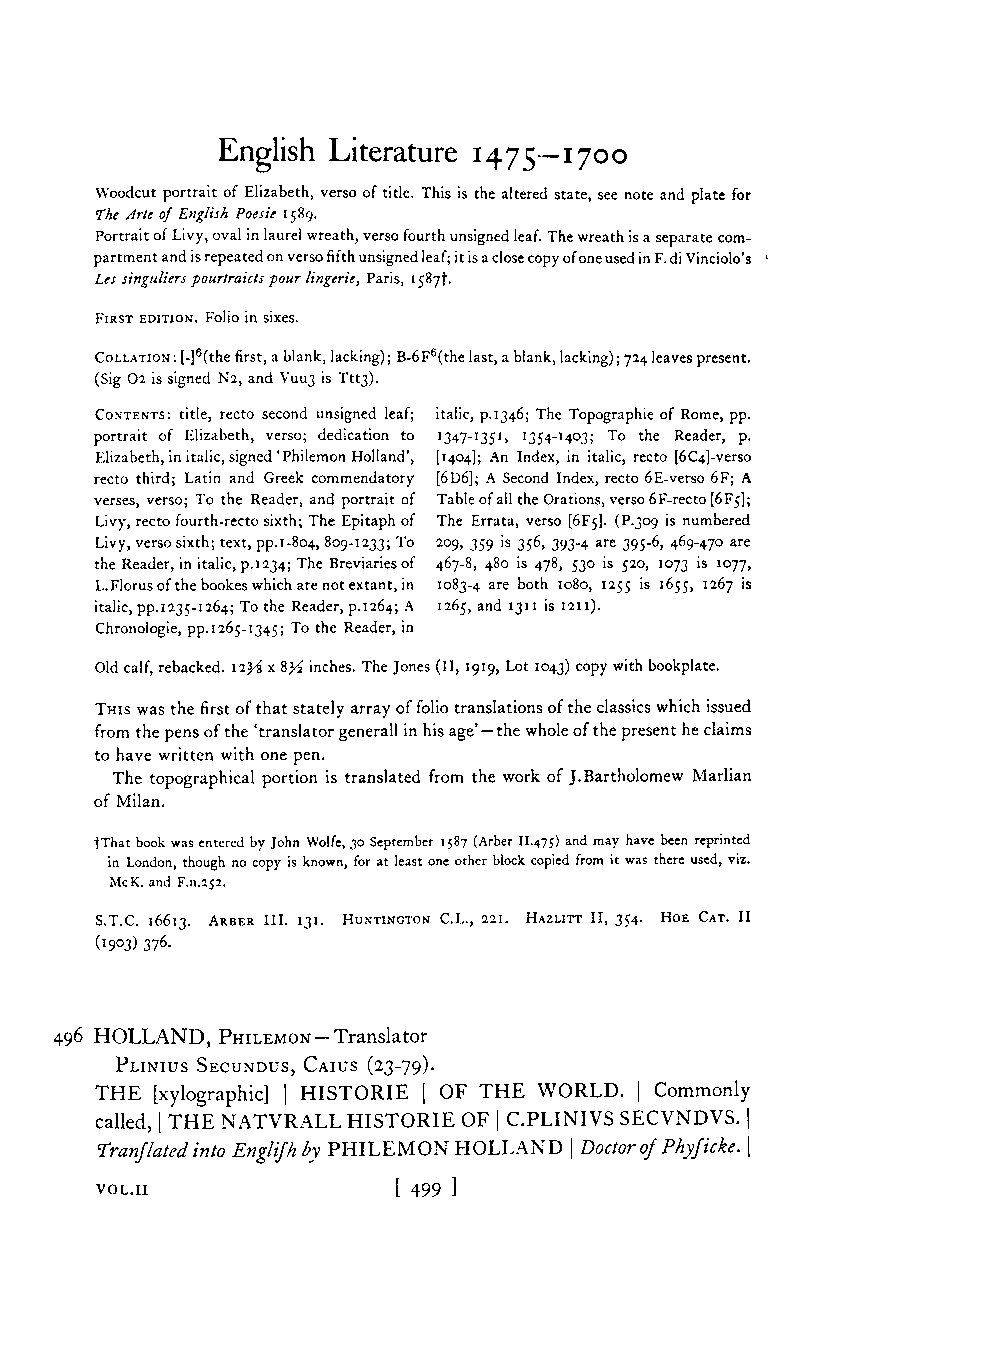 English Literature 1475–1700
Woodcut portrait of Elizabeth, verso of title. This is the altered state, see note and plate for
The Arte of English Poesie 1589.
Portrait of Livy, oval in laurel wreath, verso fourth unsigned leaf. The wreath is a separate com-
partment and is repeated on verso fifth unsigned leaf; it is a close copy of one used in F. di Vinciolo's
Les singuliers pourtraicts pour lingerie, Paris, 1587†.
FIRST EDITION. Folio in sixes.
COLLATION: [-]⁶(the first, a blank, lacking); B-6F⁶(the last, a blank, lacking); 724 leaves present.
(Sig O2 is signed N2, and Vuu3 is Ttt3).
CONTENTS: title, recto second unsigned leaf;
portrait of Elizabeth, verso; dedication to
Elizabeth, in italic, signed 'Philemon Holland',
recto third; Latin and Greek commendatory
verses, verso; To the Reader, and portrait of
Livy, recto fourth-recto sixth; The Epitaph of
Livy, verso sixth; text, pp.1-804, 809-1233; To
the Reader, in italic, p.1234; The Breviaries of
L.Florus of the bookes which are not extant, in
italic, pp.1235-1264; To the Reader, p.1264; A
Chronologie, pp.1265-1345; To the Reader, in
italic, p.1346; The Topographie of Rome, pp.
1347-1351, 1354-1403; To the Reader, p.
[1404]; An Index, in italic, recto [6C4]-verso
[6D6]; A Second Index, recto 6E-verso 6F; A
Table of all the Orations, verso 6F-recto [6F5];
The Errata, verso [6F5]. (P.309 is numbered
209, 359 is 356, 393-4 are 395-6, 469-470 are
467-8, 480 is 478, 530 is 520, 1073 is 1077,
1083-4 are both 1080, 1255 is 1655, 1267 is
1265, and 1311 is 1211).
Old calf, rebacked. 12⅜ x 8½ inches. The Jones (II, 1919, Lot 1043) copy with bookplate.
THIS was the first of that stately array of folio translations of the classics which issued
from the pens of the 'translator generall in his age'—the whole of the present he claims
to have written with one pen.
The topographical portion is translated from the work of J.Bartholomew Marlian
of Milan.
†That book was entered by John Wolfe, 30 September 1587 (Arber II.475) and may have been reprinted
in London, though no copy is known, for at least one other block copied from it was there used, viz.
McK. and F.n.252.
S.T.C. 16613. ARBER III. 131. HUNTINGTON C.L., 221. HAZLITT II, 354. HOE CAT. II
(1903) 376.
496 HOLLAND, PHILEMON—Translator
PLINIUS SECUNDUS, CAIUS (23-79).
THE [xylographic] | HISTORIE | OF THE WORLD. | Commonly
called, | THE NATVRALL HISTORIE OF | C.PLINIVS SECVNDVS. |
Tranſlated into Engliſh by PHILEMON HOLLAND | Doctor of Phyſicke. |
VOL.II [ 499 ]